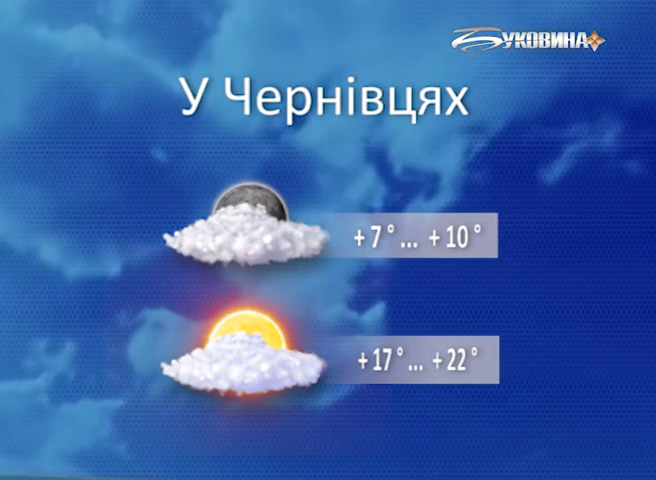 БУКОВИНА
У Чернівцях
+ 7 ° ... + 10 °
+ 17 ° ... + 22 °